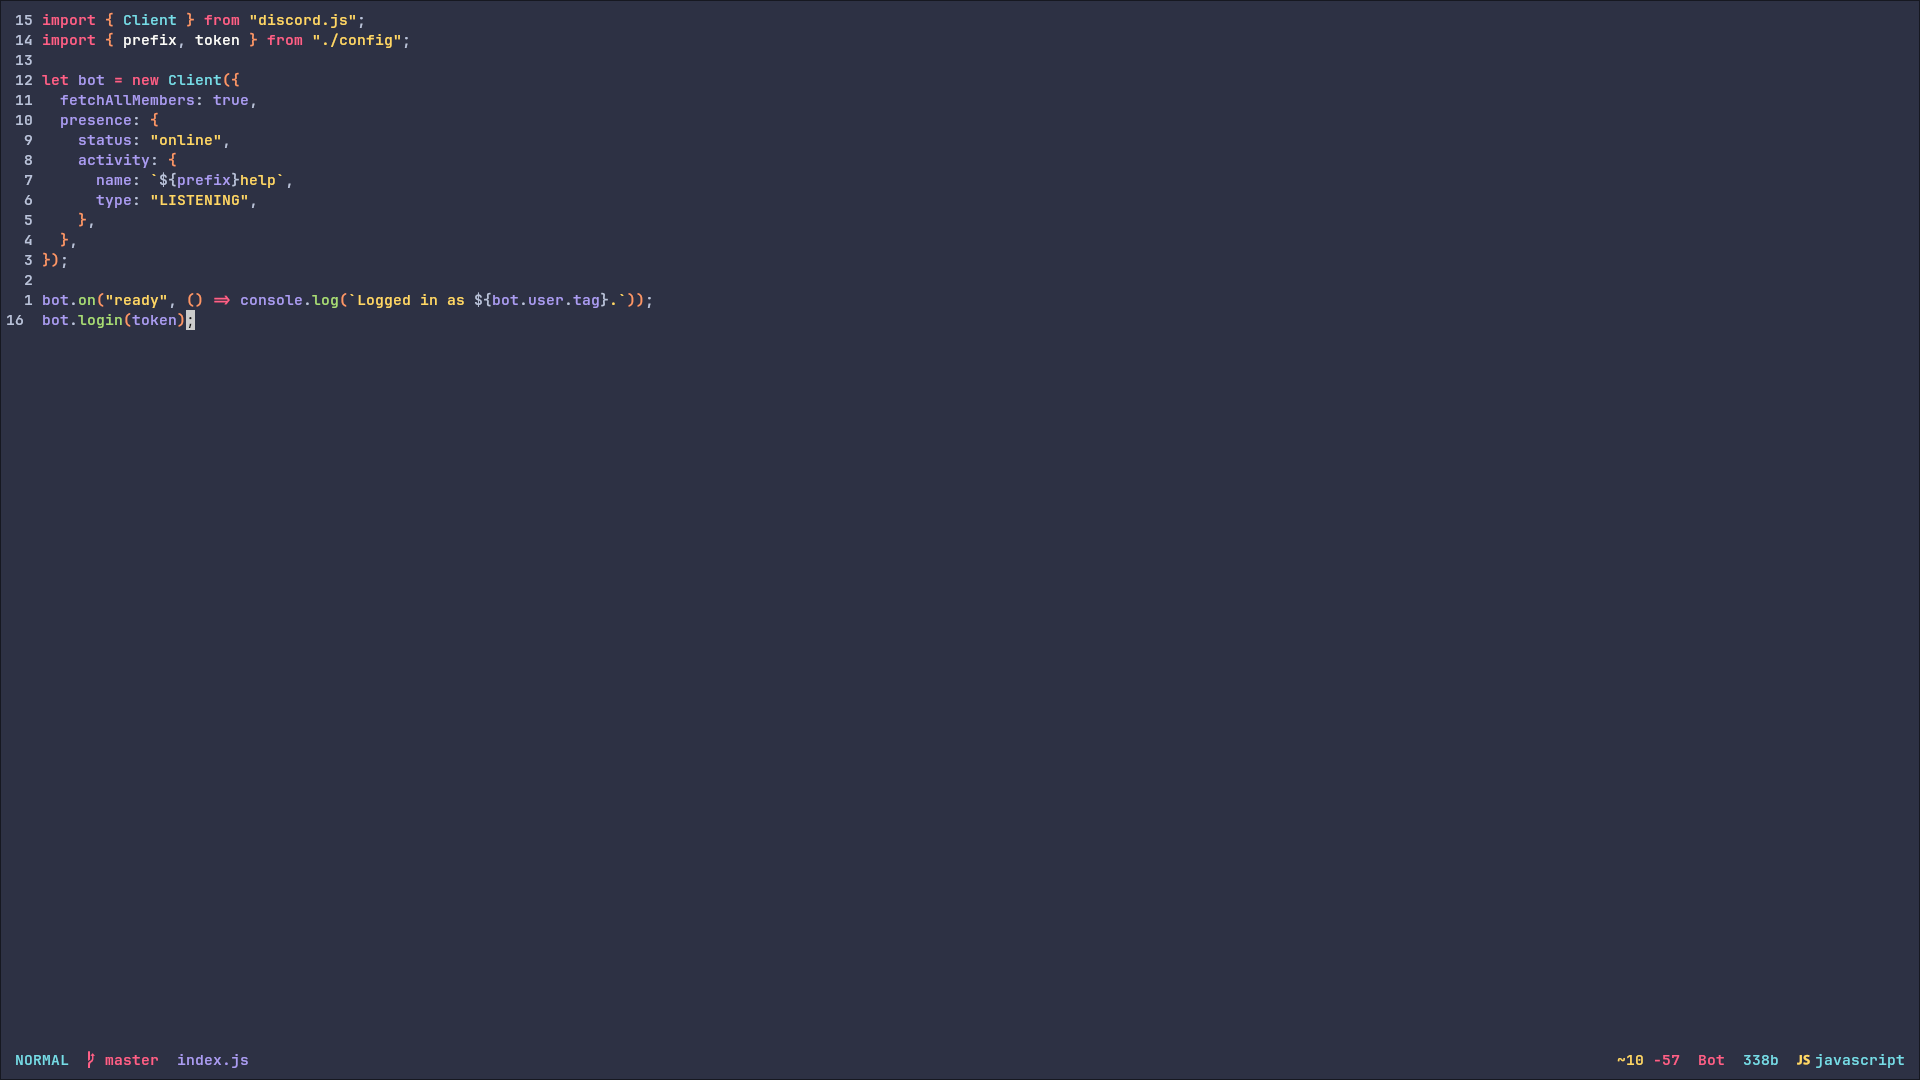 15 import { Client } from "discord.js";
14 import { prefix, token } from "./config";
13
12 let bot = new Client({
11   fetchAllMembers: true,
10   presence: {
 9     status: "online",
 8     activity: {
 7       name: `${prefix}help`,
 6       type: "LISTENING",
 5     },
 4   },
 3 });
 2
 1 bot.on("ready", () => console.log(`Logged in as ${bot.user.tag}.`));
16  bot.login(token);
NORMAL master index.js ~10 -57 Bot 338b JS javascript